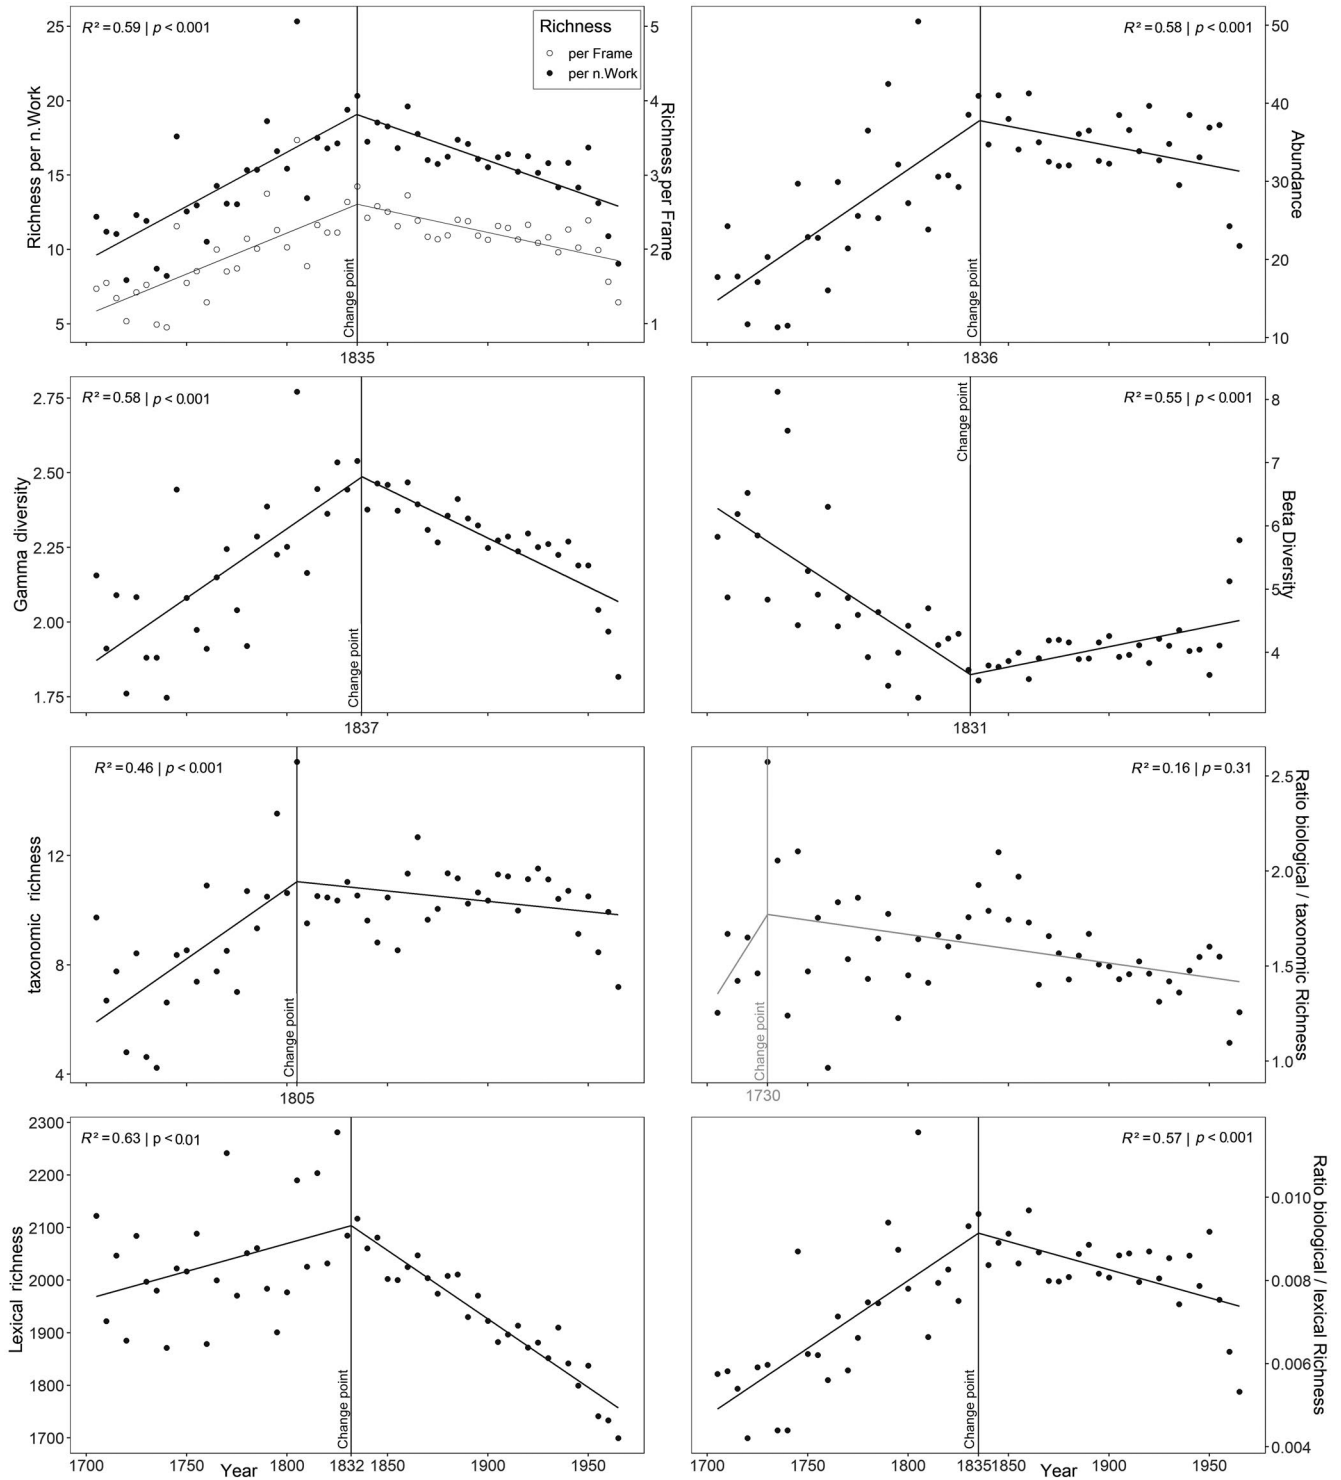 R² = 0.59 | p < 0.001
Richness
per Frame
per n.Work
25
20
15
10
5
Richness per n.Work
5
4
3
2
1
Richness per Frame
Change point
1835
R² = 0.58 | p < 0.001
50
40
30
20
10
Abundance
Change point
1836
R² = 0.58 | p < 0.001
2.75
2.50
2.25
2.00
1.75
Gamma diversity
Change point
1837
R² = 0.55 | p < 0.001
8
7
6
5
4
Beta Diversity
Change point
1831
R² = 0.46 | p < 0.001
12
8
4
taxonomic richness
Change point
1805
R² = 0.16 | p = 0.31
2.5
2.0
1.5
1.0
Ratio biological / taxonomic Richness
Change point
1730
R² = 0.63 | p < 0.01
2300
2200
2100
2000
1900
1800
1700
Lexical richness
Change point
1700 1750 1800 1832 1850 1900 1950
Year
R² = 0.57 | p < 0.001
0.010
0.008
0.006
0.004
Ratio biological / lexical Richness
Change point
1700 1750 1800 1835 1850 1900 1950
Year